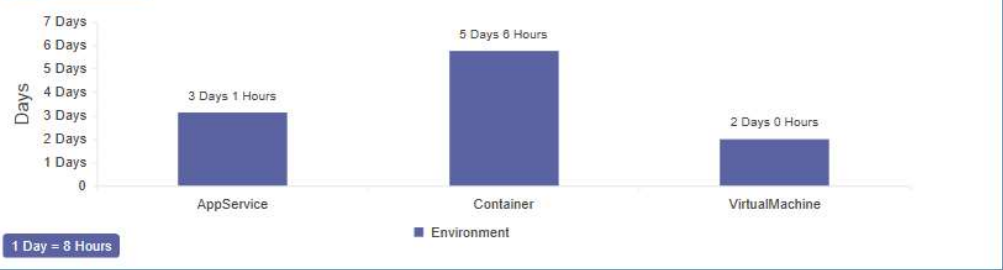 7 Days
6 Days
5 Days
4 Days
3 Days
2 Days
1 Days
0
Days
3 Days 1 Hours
5 Days 6 Hours
2 Days 0 Hours
AppService
Container
VirtualMachine
Environment
1 Day = 8 Hours